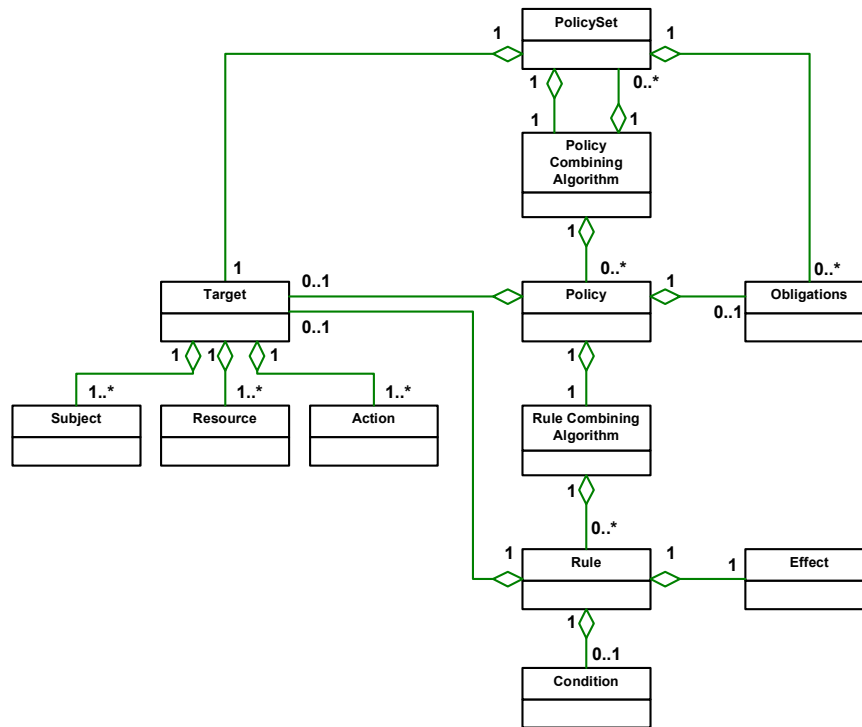 PolicySet
1
1
1
0..*
1
1
Policy
Combining
Algorithm
1
1
0..*
0..*
0..1
Target
Policy
1
0..1
Obligations
0..1
1
1
1
1
1..*
1..*
1..*
1
Subject
Resource
Action
Rule Combining
Algorithm
1
0..*
1
Rule
1
1
Effect
1
0..1
Condition